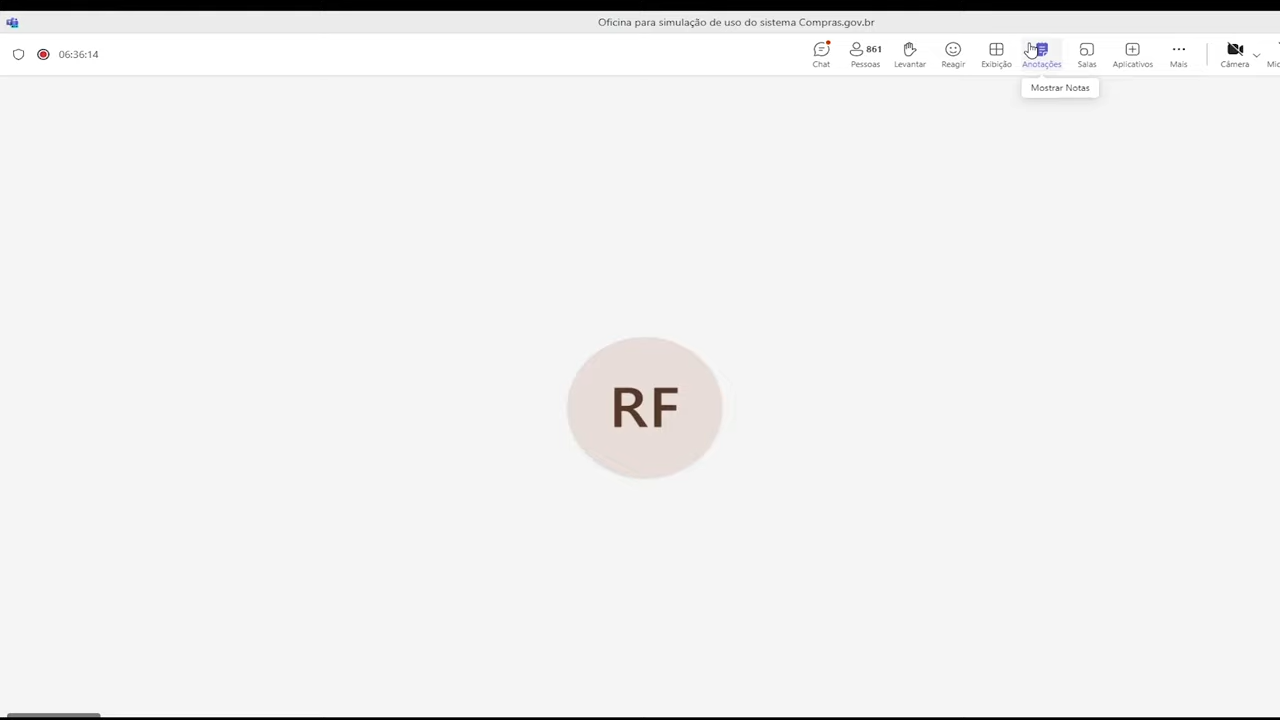 Oficina para simulação de uso do sistema Compras.gov.br
06:36:14
861
Chat Pessoas Levantar Reagir Exibição Anotações Salas Aplicativos Mais Câmera Mic
Mostrar Notas
RF